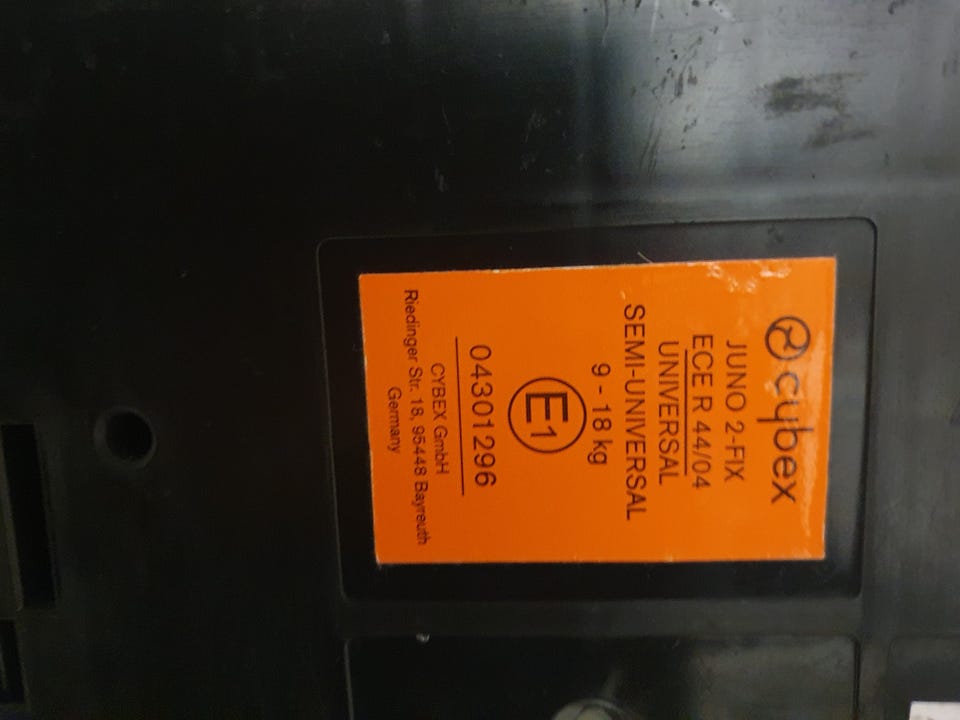 cybex
JUNO 2-FIX
ECE R 44/04
UNIVERSAL
SEMI-UNIVERSAL
9 - 18 kg
E1
04301296
CYBEX GmbH
Riedinger Str. 18, 95448 Bayreuth
Germany